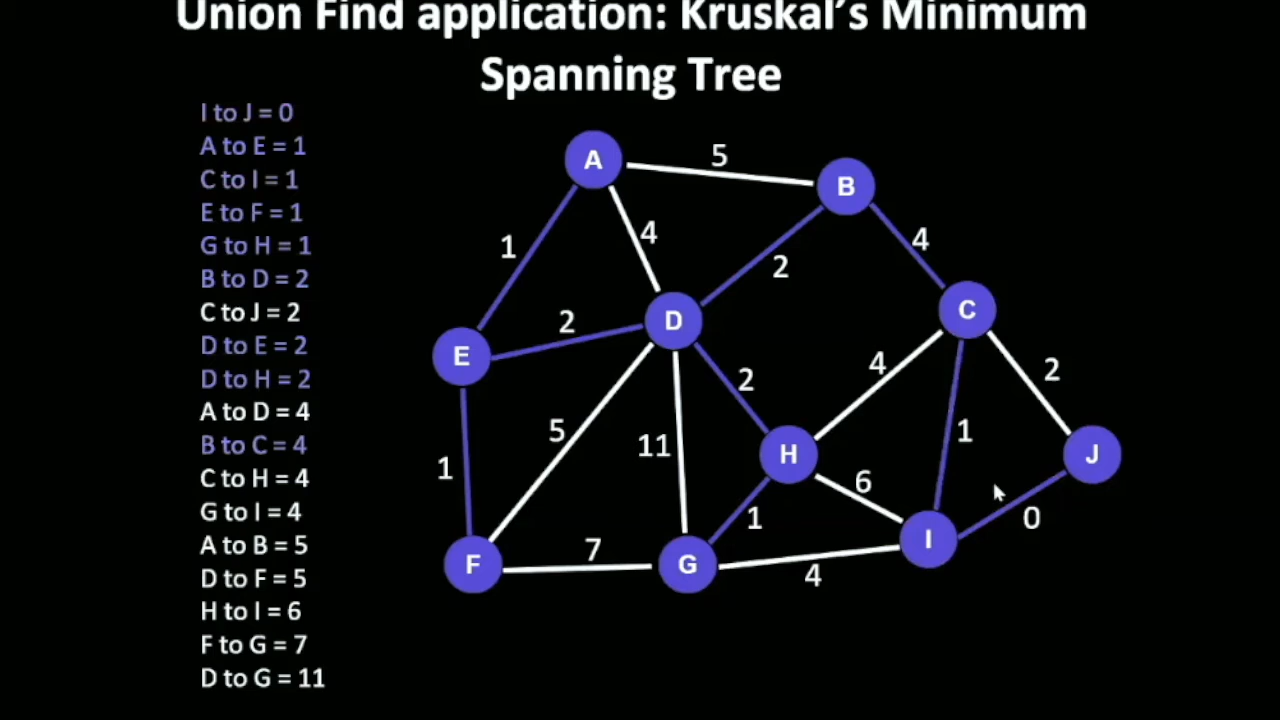 Union Find application: Kruskal's Minimum
Spanning Tree
I to J = 0
A to E = 1
C to I = 1
E to F = 1
G to H = 1
B to D = 2
C to J = 2
D to E = 2
D to H = 2
A to D = 4
B to C = 4
C to H = 4
G to I = 4
A to B = 5
D to F = 5
H to I = 6
F to G = 7
D to G = 11
A
5
B
4
4
1
2
C
2
D
E
2
4
2
5
11
1
H
J
1
6
1
0
7
I
F
G
4